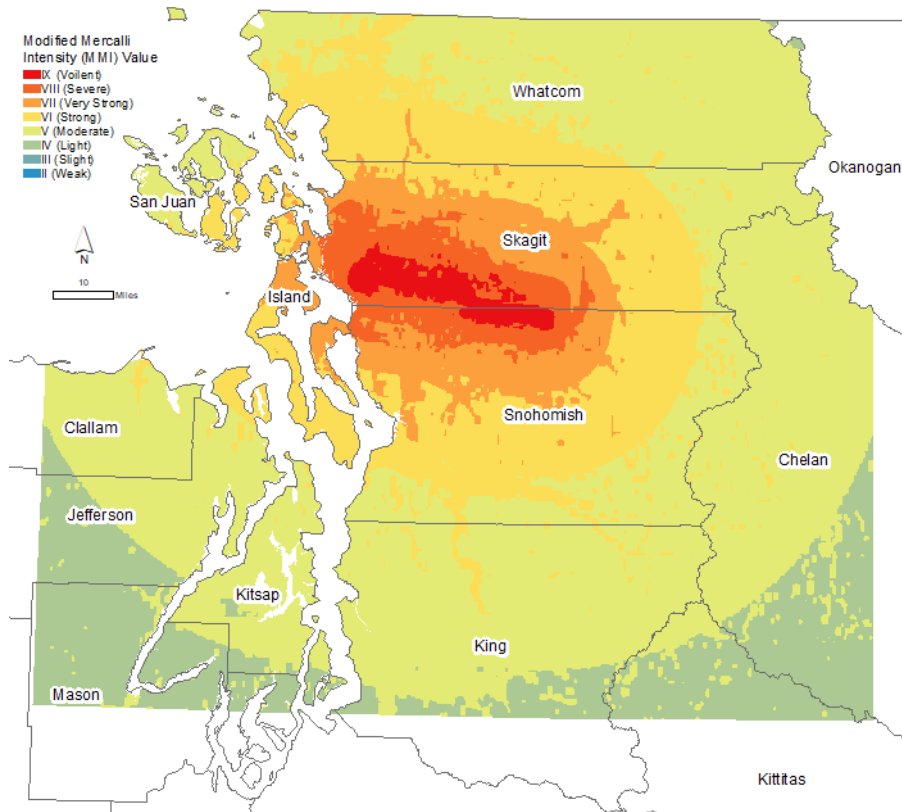 Modified Mercalli
Intensity (MMI) Value
IX (Voilent)
VIII (Severe)
VII (Very Strong)
VI (Strong)
V (Moderate)
IV (Light)
III (Slight)
II (Weak)
Whatcom
Okanogan
San Juan
Skagit
N
10
Miles
Island
Snohomish
Clallam
Chelan
Jefferson
Kitsap
King
Mason
Kittitas